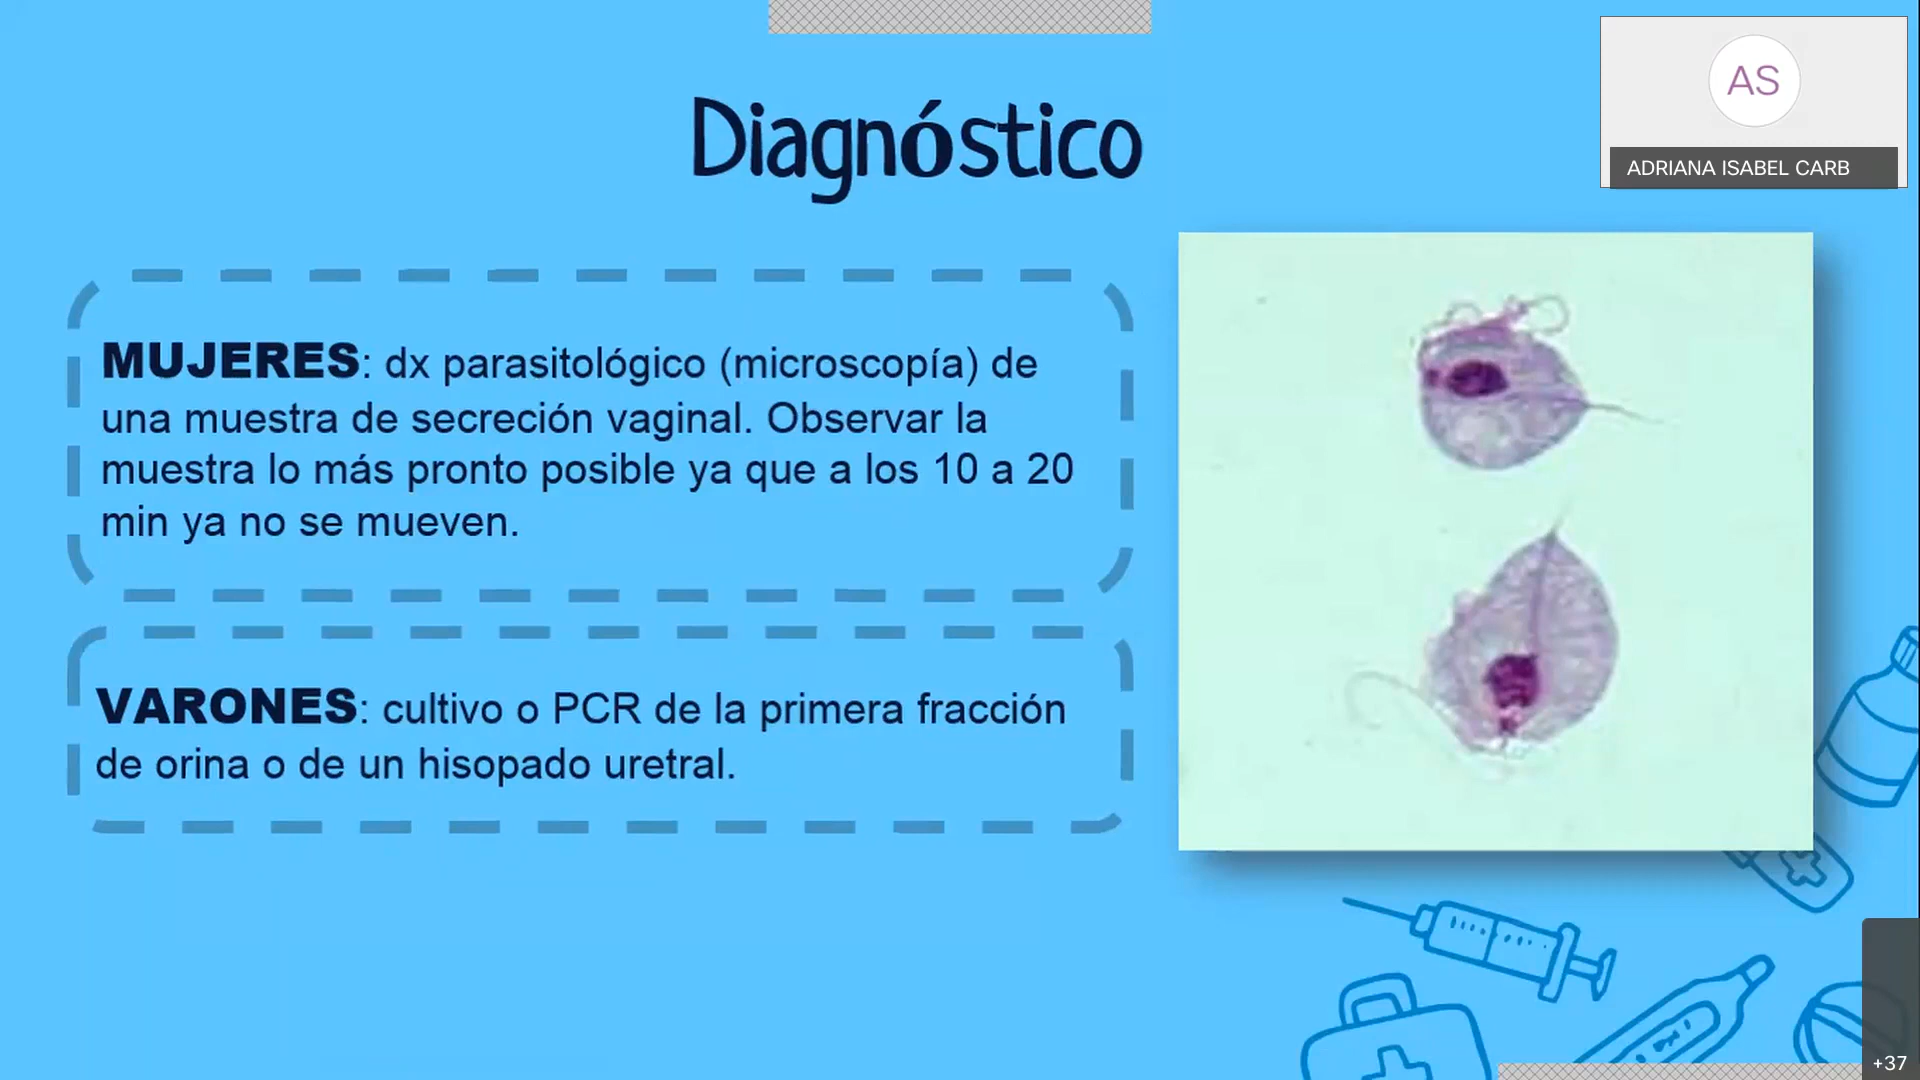 AS
ADRIANA ISABEL CARB
Diagnóstico
MUJERES: dx parasitológico (microscopía) de
una muestra de secreción vaginal. Observar la
muestra lo más pronto posible ya que a los 10 a 20
min ya no se mueven.
VARONES: cultivo o PCR de la primera fracción
de orina o de un hisopado uretral.
+37